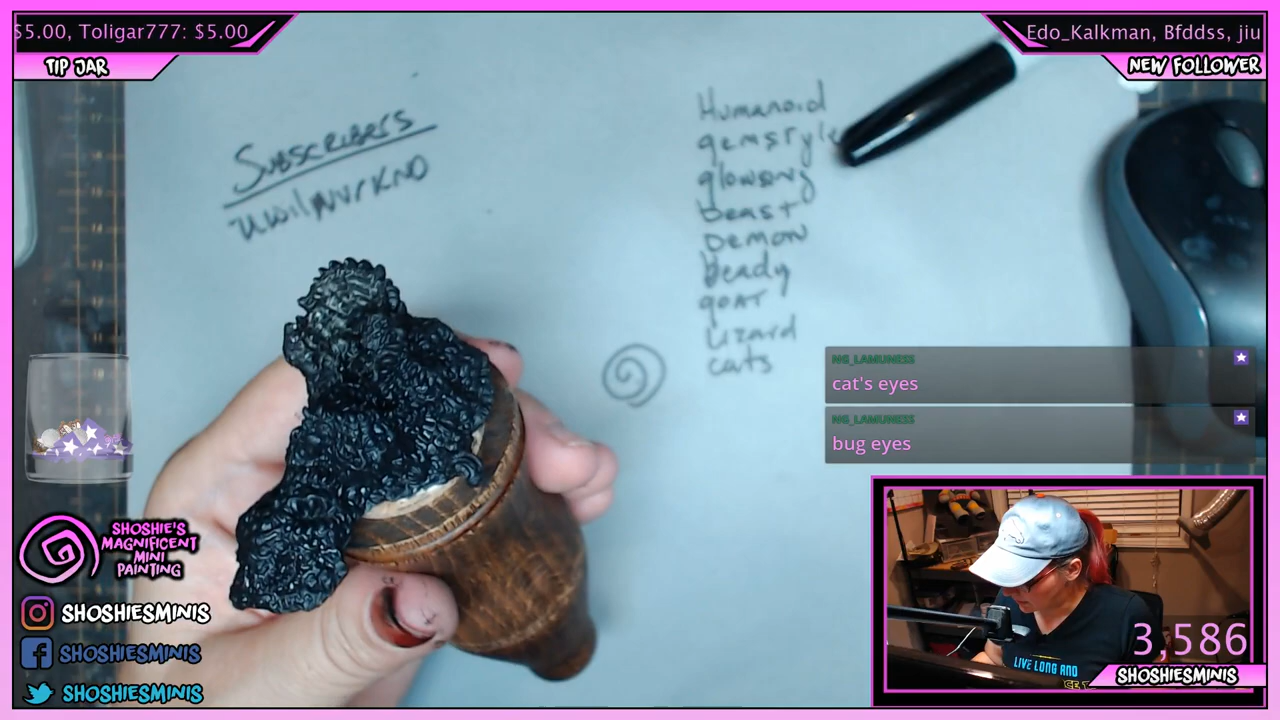 $5.00, Toligar777: $5.00
TIP JAR
Edo_Kalkman, Bfddss, jiu
NEW FOLLOWER
SUBSCRIBERS
Humanoid
gemstyle
glowing
beast
Demon
beady
goat
Lizard
cats
NG_LAMUNESS
cat's eyes
NG_LAMUNESS
bug eyes
SHOSHIE'S
MAGNIFICENT
MINI
PAINTING
SHOSHIESMINIS
SHOSHIESMINIS
SHOSHIESMINIS
LIVE LONG AND
3,586
SHOSHIESMINIS